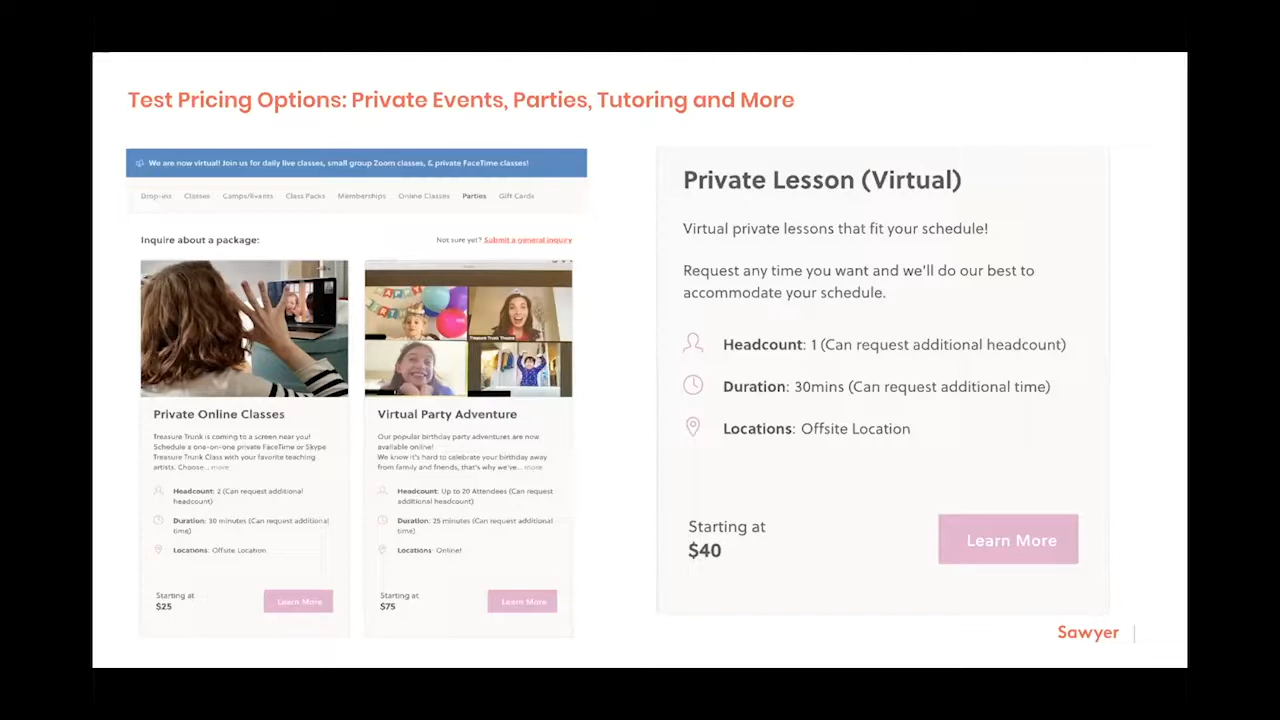 Test Pricing Options: Private Events, Parties, Tutoring and More
We are now virtual! Join us for daily live classes, small group Zoom classes, & private FaceTime classes!
Drop-ins Classes Camps/Events Class Packs Memberships Online Classes Parties Gift Cards
Inquire about a package:
Not sure yet? Submit a general inquiry
Treasure Trunk Theatre
Private Online Classes
Treasure Trunk is coming to a screen near you!
Schedule a one-on-one private FaceTime or Skype
Treasure Trunk Class with your favorite teaching
artists. Choose... more
Headcount: 2 (Can request additional
headcount)
Duration: 30 minutes (Can request additional
time)
Locations: Offsite Location
Starting at
$25
Learn More
Virtual Party Adventure
Our popular birthday party adventures are now
available online!
We know it's hard to celebrate your birthday away
from family and friends, that's why we've... more
Headcount: Up to 20 Attendees (Can request
additional headcount)
Duration: 25 minutes (Can request additional
time)
Locations: Online!
Starting at
$75
Learn More
Private Lesson (Virtual)
Virtual private lessons that fit your schedule!
Request any time you want and we'll do our best to
accommodate your schedule.
Headcount: 1 (Can request additional headcount)
Duration: 30mins (Can request additional time)
Locations: Offsite Location
Starting at
$40
Learn More
Sawyer